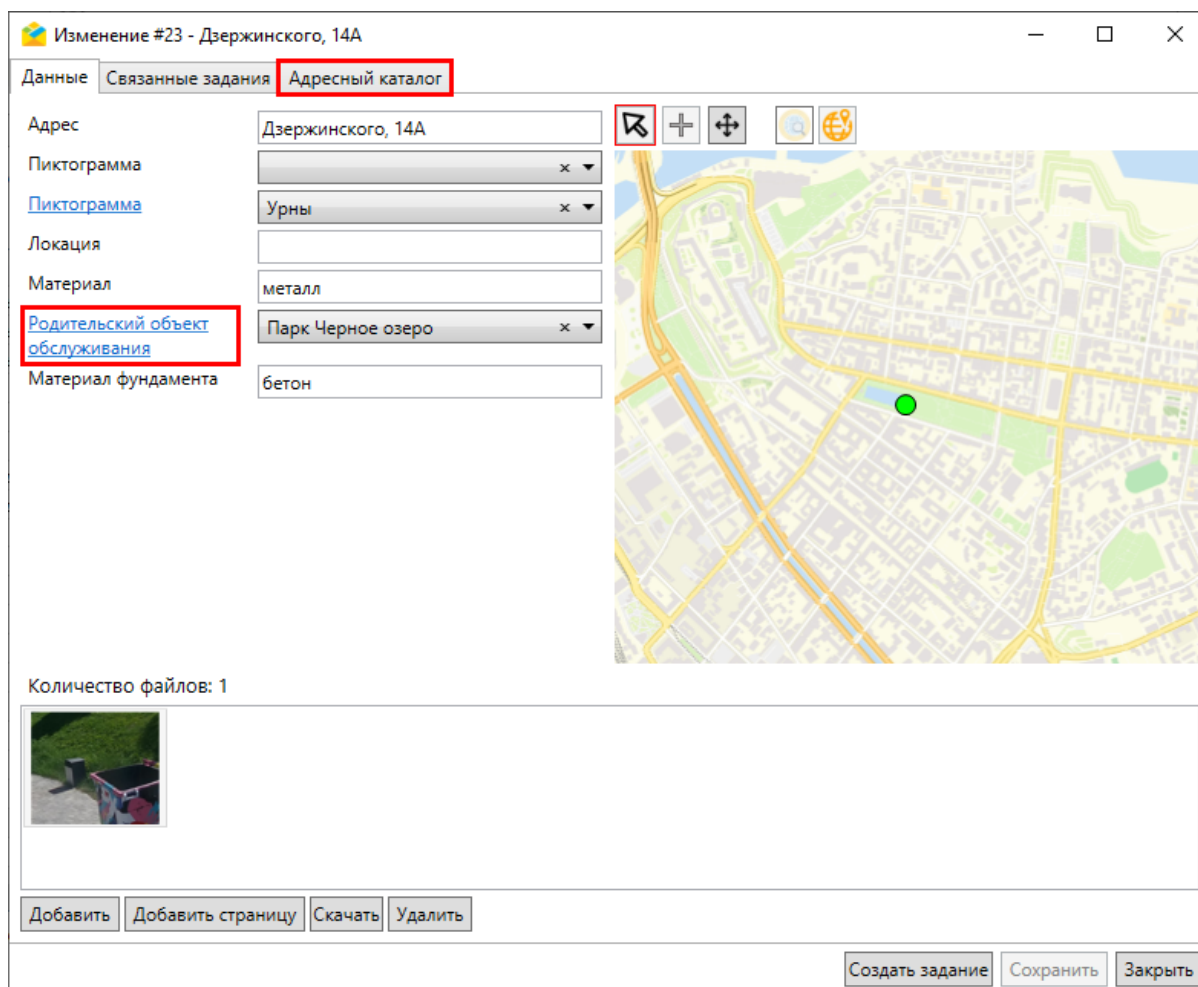 Изменение #23 - Дзержинского, 14А
Данные Связанные задания Адресный каталог
Адрес Дзержинского, 14А
Пиктограмма
Пиктограмма Урны
Локация
Материал металл
Родительский объект Парк Черное озеро
обслуживания
Материал фундамента бетон
Количество файлов: 1
Добавить Добавить страницу Скачать Удалить
Создать задание Сохранить Закрыть